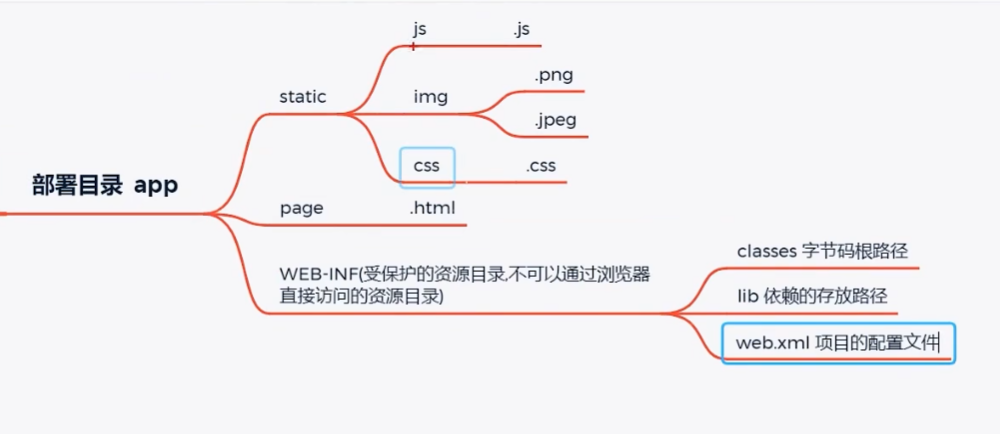 部署目录 app
static
js
.js
img
.png
.jpeg
css
.css
page
.html
WEB-INF(受保护的资源目录,不可以通过浏览器
直接访问的资源目录)
classes 字节码根路径
lib 依赖的存放路径
web.xml 项目的配置文件